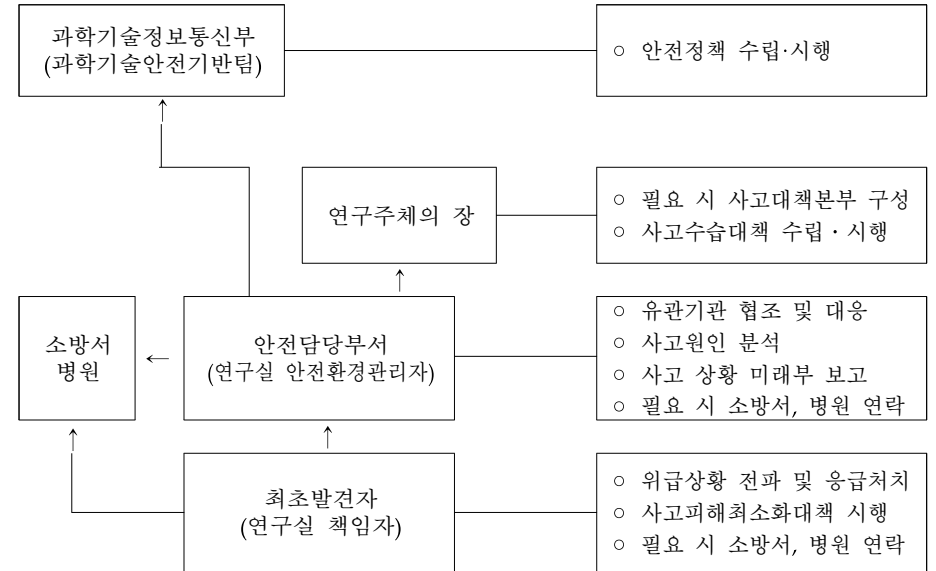 과학기술정보통신부
(과학기술안전기반팀)
○ 안전정책 수립·시행
연구주체의 장
○ 필요 시 사고대책본부 구성
○ 사고수습대책 수립 · 시행
소방서
병원
안전담당부서
(연구실 안전환경관리자)
○ 유관기관 협조 및 대응
○ 사고원인 분석
○ 사고 상황 미래부 보고
○ 필요 시 소방서, 병원 연락
최초발견자
(연구실 책임자)
○ 위급상황 전파 및 응급처치
○ 사고피해최소화대책 시행
○ 필요 시 소방서, 병원 연락